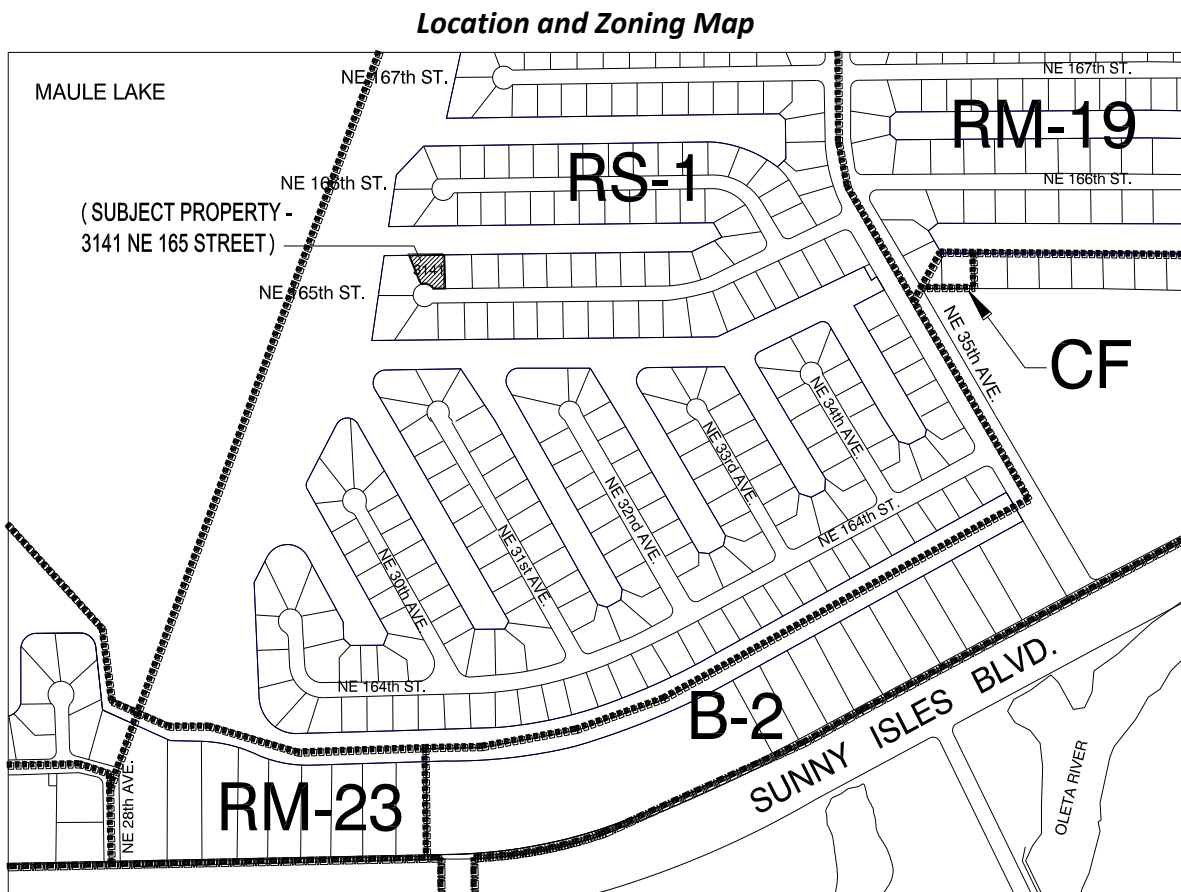 Location and Zoning Map
MAULE LAKE
NE 167th ST.
NE 167th ST.
RM-19
RS-1
NE 166th ST.
NE 166th ST.
( SUBJECT PROPERTY -
3141 NE 165 STREET )
3141
NE 165th ST.
CF
NE 35th AVE.
NE 34th AVE.
NE 33rd AVE.
NE 32nd AVE.
NE 31st AVE.
NE 30th AVE.
NE 164th ST.
NE 164th ST.
B-2
SUNNY ISLES BLVD.
OLETA RIVER
RM-23
NE 28th AVE.